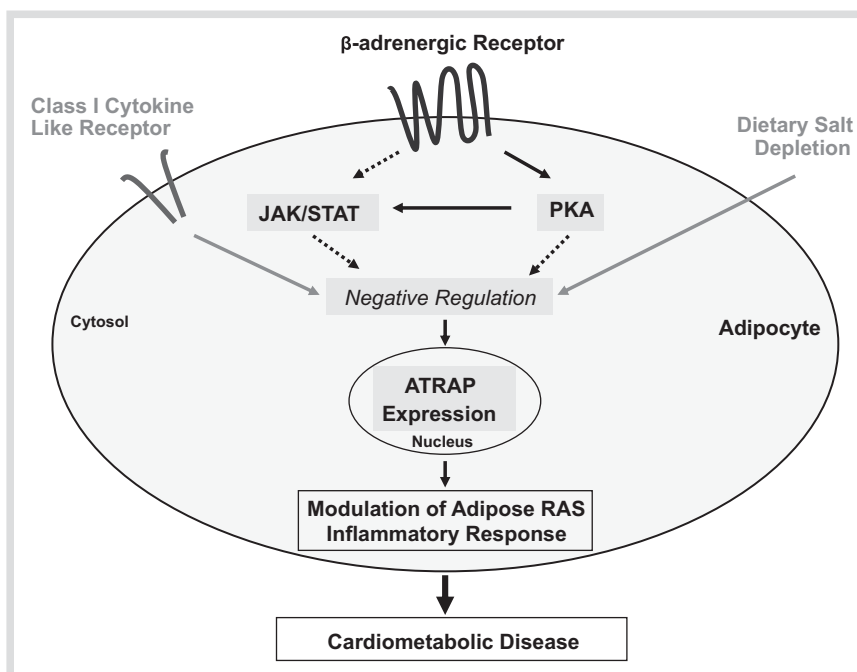 β-adrenergic Receptor
Class I Cytokine
Like Receptor
Dietary Salt
Depletion
JAK/STAT
PKA
Negative Regulation
Cytosol
Adipocyte
ATRAP
Expression
Nucleus
Modulation of Adipose RAS
Inflammatory Response
Cardiometabolic Disease